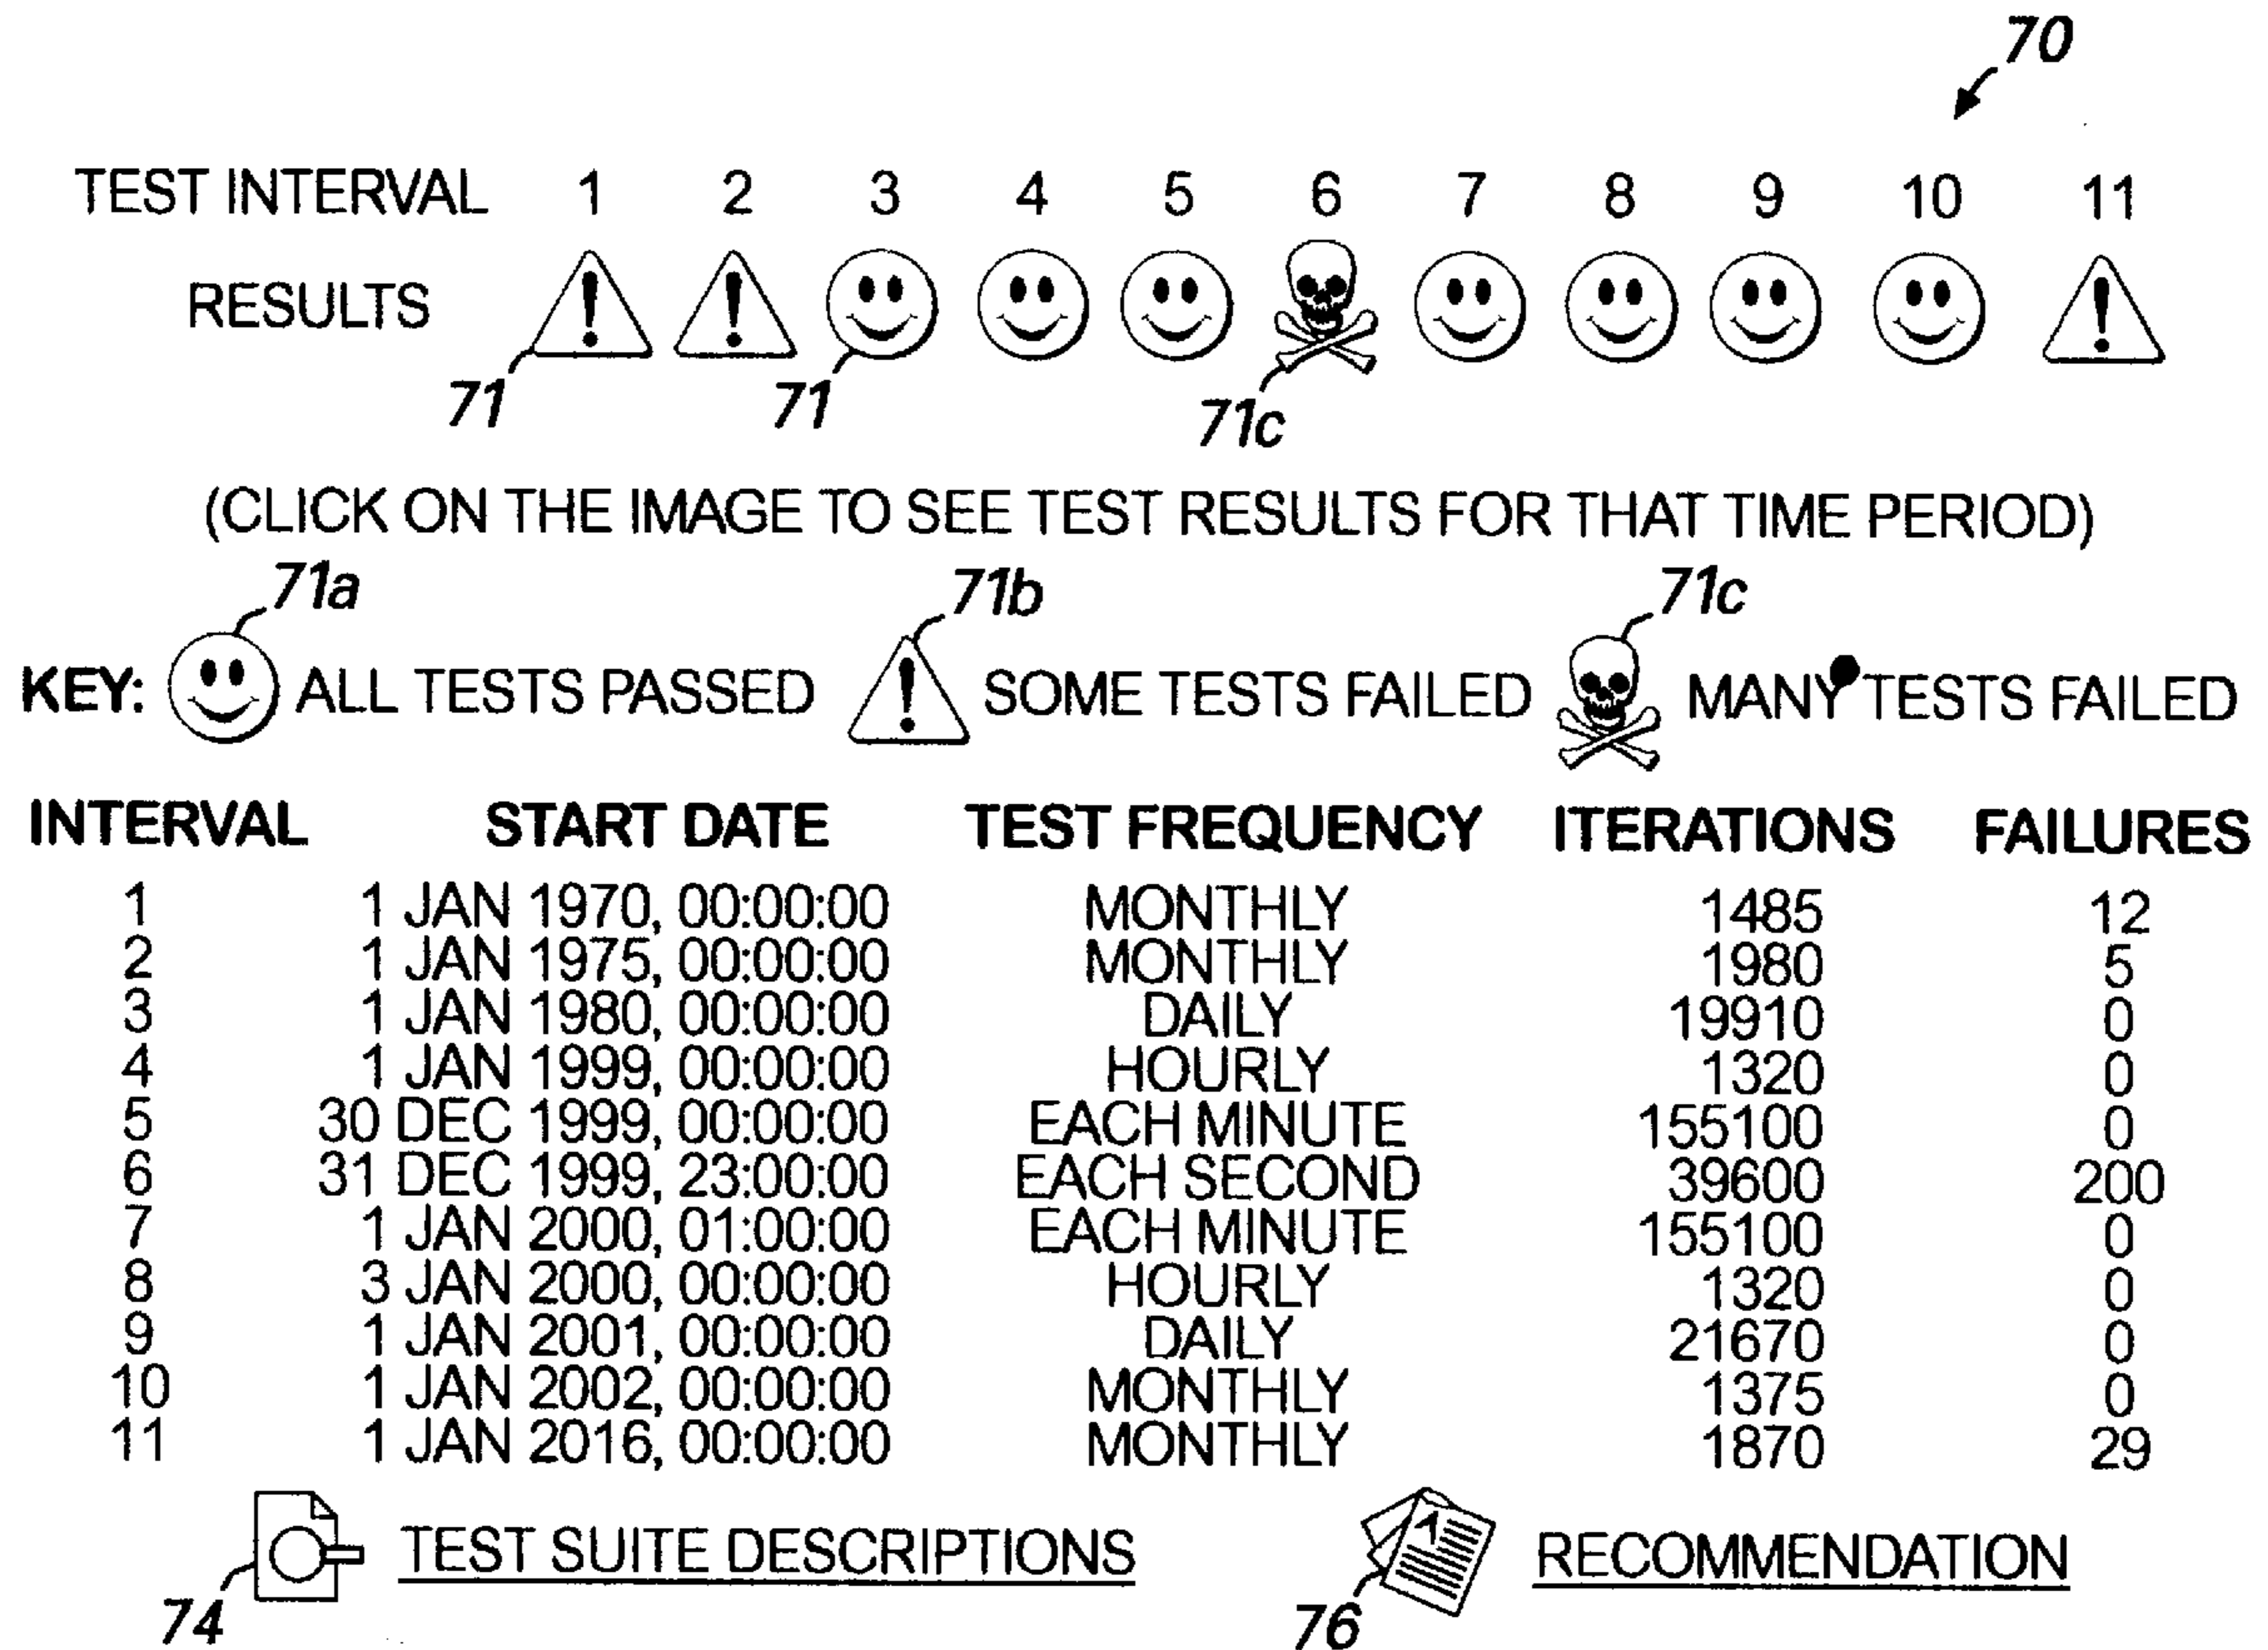 70
TEST INTERVAL 1 2 3 4 5 6 7 8 9 10 11
RESULTS
71 71 71c
(CLICK ON THE IMAGE TO SEE TEST RESULTS FOR THAT TIME PERIOD)
71a 71b 71c
KEY: ALL TESTS PASSED SOME TESTS FAILED MANY TESTS FAILED
INTERVAL START DATE TEST FREQUENCY ITERATIONS FAILURES
1 1 JAN 1970, 00:00:00 MONTHLY 1485 12
2 1 JAN 1975, 00:00:00 MONTHLY 1980 5
3 1 JAN 1980, 00:00:00 DAILY 19910 0
4 1 JAN 1999, 00:00:00 HOURLY 1320 0
5 30 DEC 1999, 00:00:00 EACH MINUTE 155100 0
6 31 DEC 1999, 23:00:00 EACH SECOND 39600 200
7 1 JAN 2000, 01:00:00 EACH MINUTE 155100 0
8 3 JAN 2000, 00:00:00 HOURLY 1320 0
9 1 JAN 2001, 00:00:00 DAILY 21670 0
10 1 JAN 2002, 00:00:00 MONTHLY 1375 0
11 1 JAN 2016, 00:00:00 MONTHLY 1870 29
TEST SUITE DESCRIPTIONS RECOMMENDATION
74 76